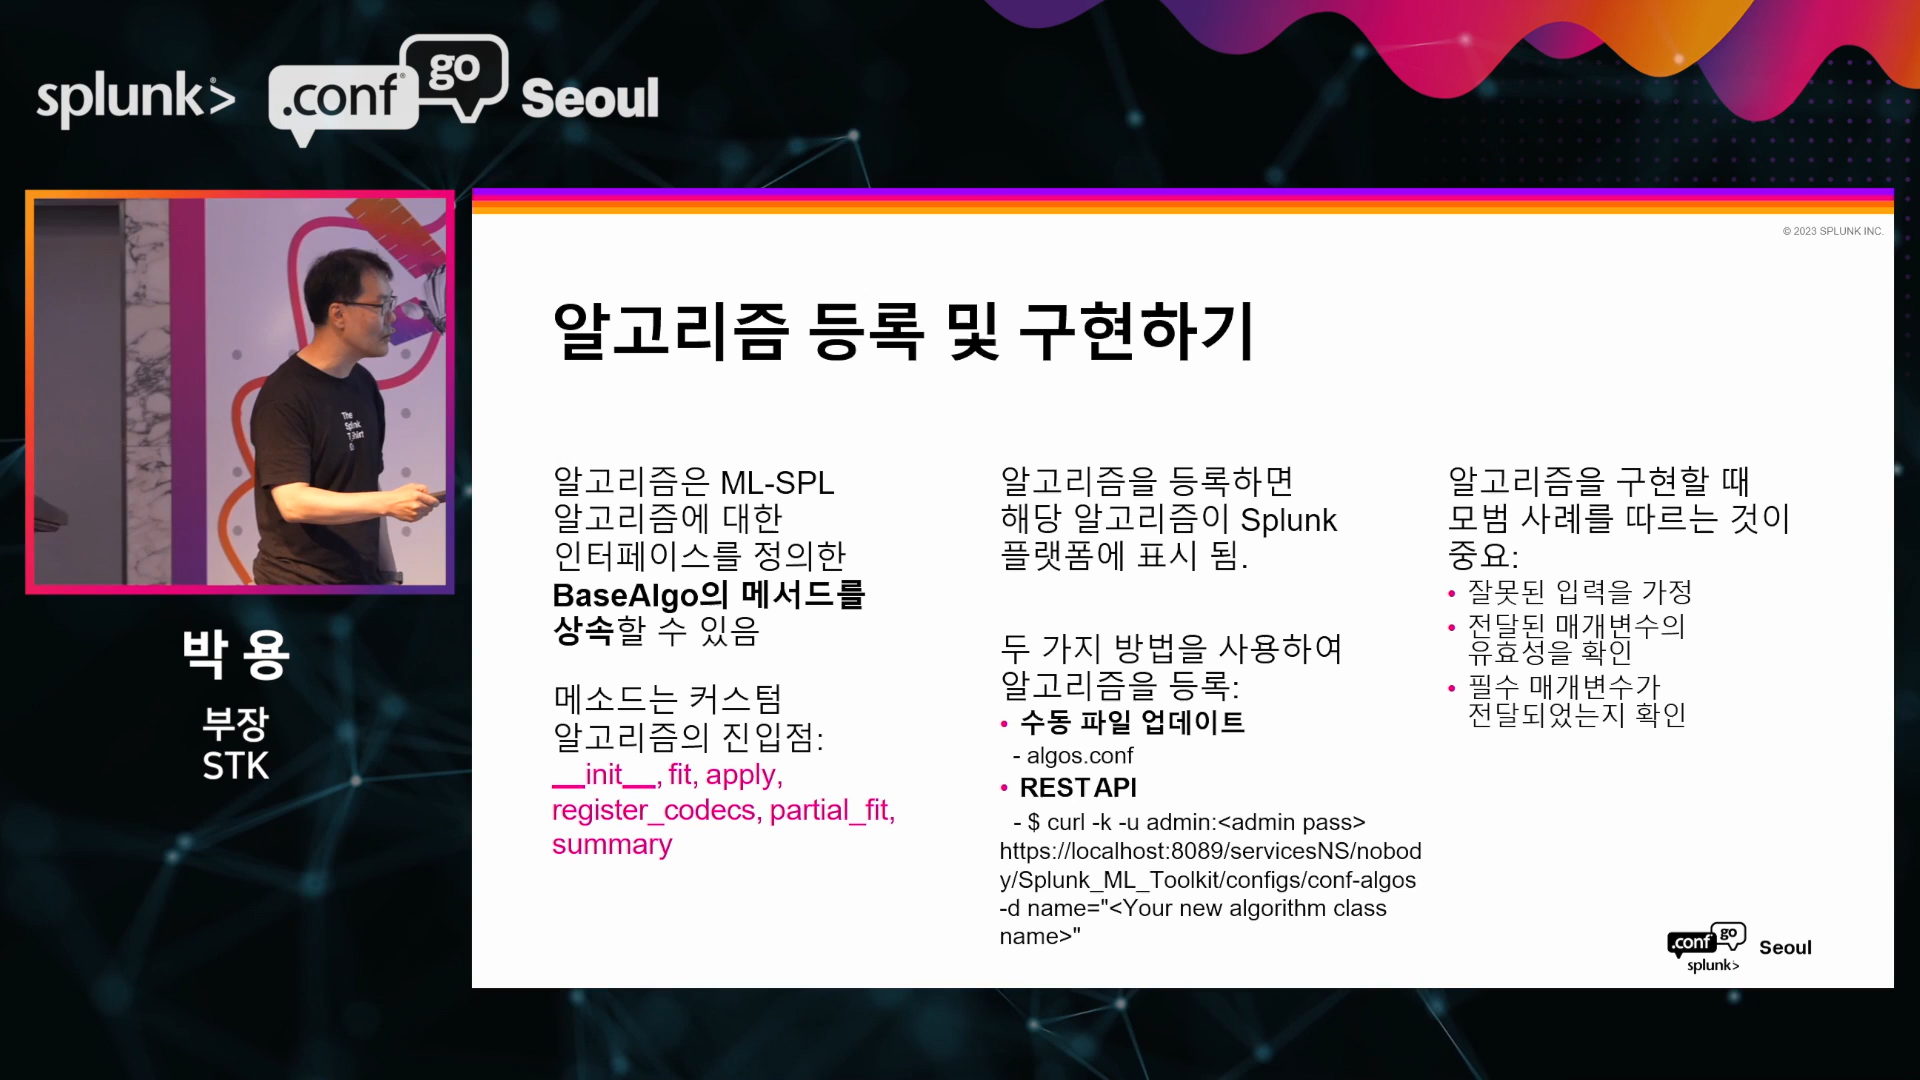 splunk> .conf go Seoul
© 2023 SPLUNK INC.
알고리즘 등록 및 구현하기
알고리즘은 ML-SPL
알고리즘에 대한
인터페이스를 정의한
BaseAlgo의 메서드를
상속할 수 있음
메소드는 커스텀
알고리즘의 진입점:
__init__, fit, apply,
register_codecs, partial_fit,
summary
알고리즘을 등록하면
해당 알고리즘이 Splunk
플랫폼에 표시 됨.
두 가지 방법을 사용하여
알고리즘을 등록:
• 수동 파일 업데이트
- algos.conf
• REST API
- $ curl -k -u admin:<admin pass>
https://localhost:8089/servicesNS/nobod
y/Splunk_ML_Toolkit/configs/conf-algos
-d name="<Your new algorithm class
name>"
알고리즘을 구현할 때
모범 사례를 따르는 것이
중요:
• 잘못된 입력을 가정
• 전달된 매개변수의
유효성을 확인
• 필수 매개변수가
전달되었는지 확인
.conf go Seoul
splunk>
The
Splunk
T-Shirt
박 용
부장
STK